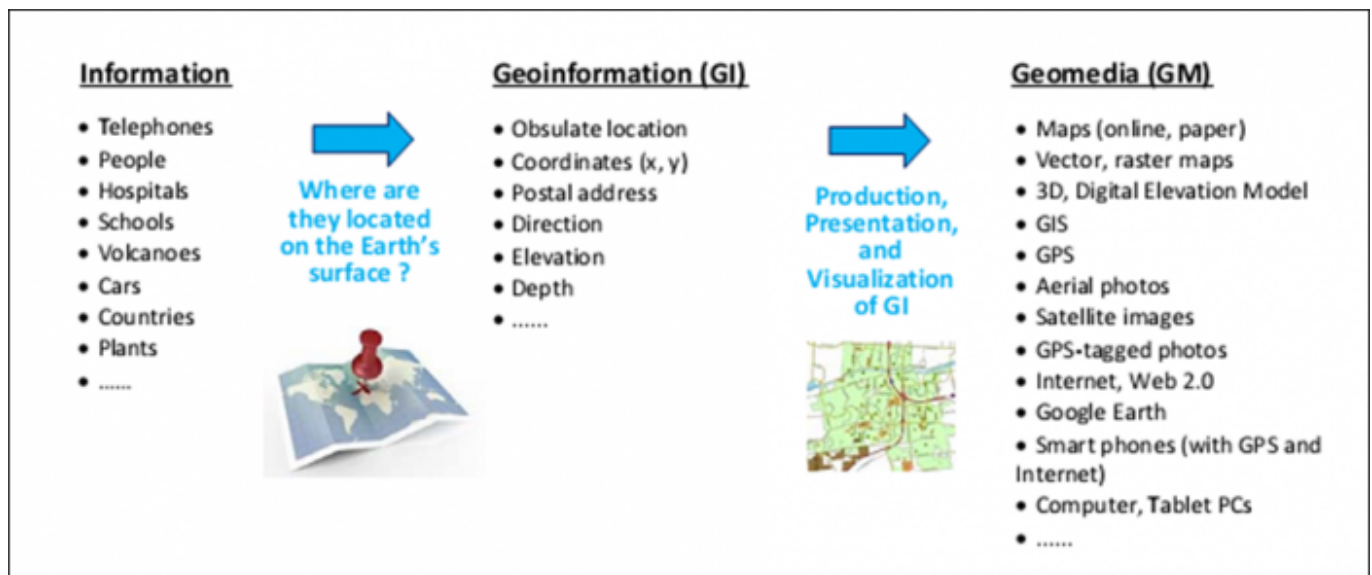 Information
• Telephones
• People
• Hospitals
• Schools
• Volcanoes
• Cars
• Countries
• Plants
• ......
Where are
they located
on the Earth's
surface ?
Geoinformation (GI)
• Obsulate location
• Coordinates (x, y)
• Postal address
• Direction
• Elevation
• Depth
• ......
Production,
Presentation,
and
Visualization
of GI
Geomedia (GM)
• Maps (online, paper)
• Vector, raster maps
• 3D, Digital Elevation Model
• GIS
• GPS
• Aerial photos
• Satellite images
• GPS-tagged photos
• Internet, Web 2.0
• Google Earth
• Smart phones (with GPS and
Internet)
• Computer, Tablet PCs
• ......